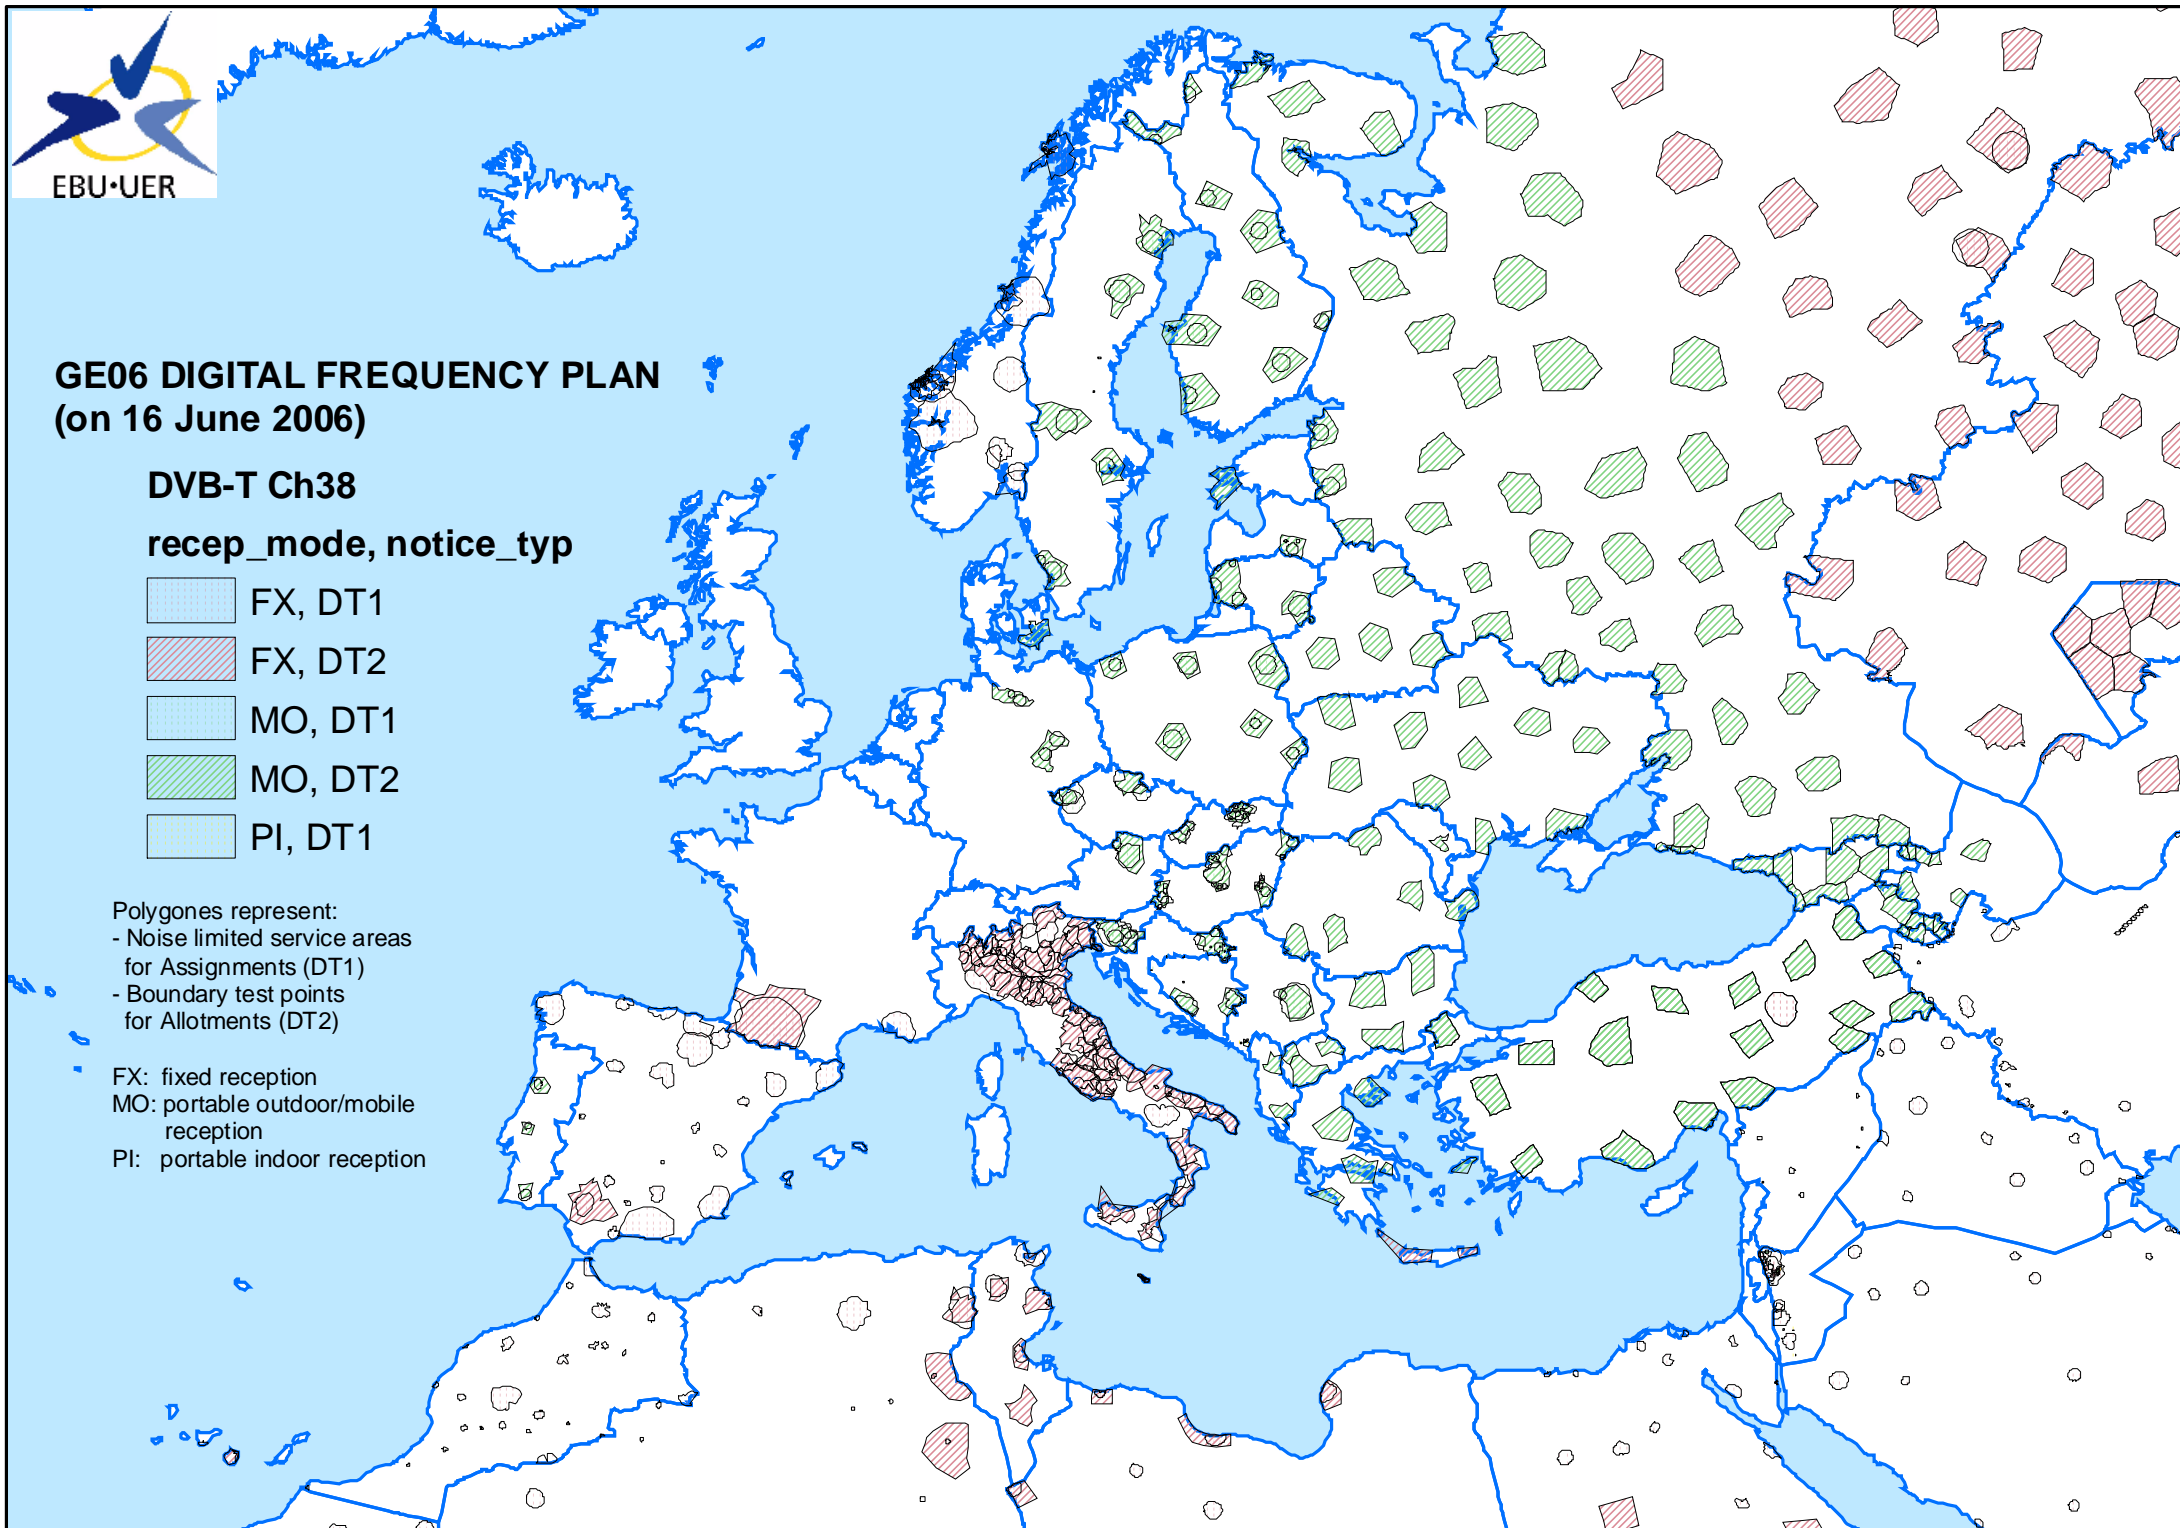 EBU•UER
GE06 DIGITAL FREQUENCY PLAN
(on 16 June 2006)
DVB-T Ch38
recep_mode, notice_typ
FX, DT1
FX, DT2
MO, DT1
MO, DT2
PI, DT1
Polygones represent:
- Noise limited service areas
for Assignments (DT1)
- Boundary test points
for Allotments (DT2)
FX: fixed reception
MO: portable outdoor/mobile
reception
PI: portable indoor reception